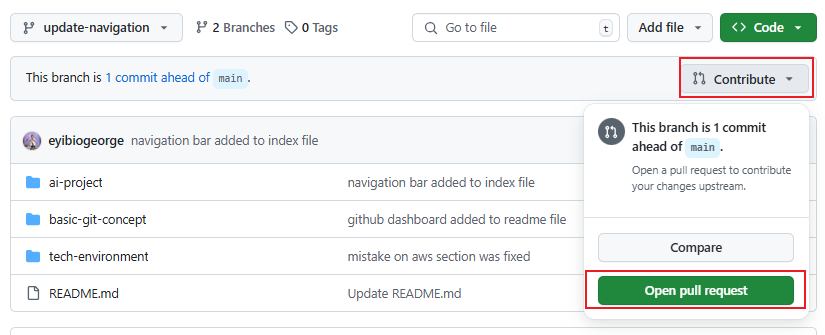 update-navigation 2 Branches 0 Tags Go to file t Add file Code
This branch is 1 commit ahead of main .
Contribute
eyibiogeorge navigation bar added to index file
ai-project navigation bar added to index file
basic-git-concept github dashboard added to readme file
tech-environment mistake on aws section was fixed
README.md Update README.md
This branch is 1 commit
ahead of main .
Open a pull request to contribute
your changes upstream.
Compare
Open pull request